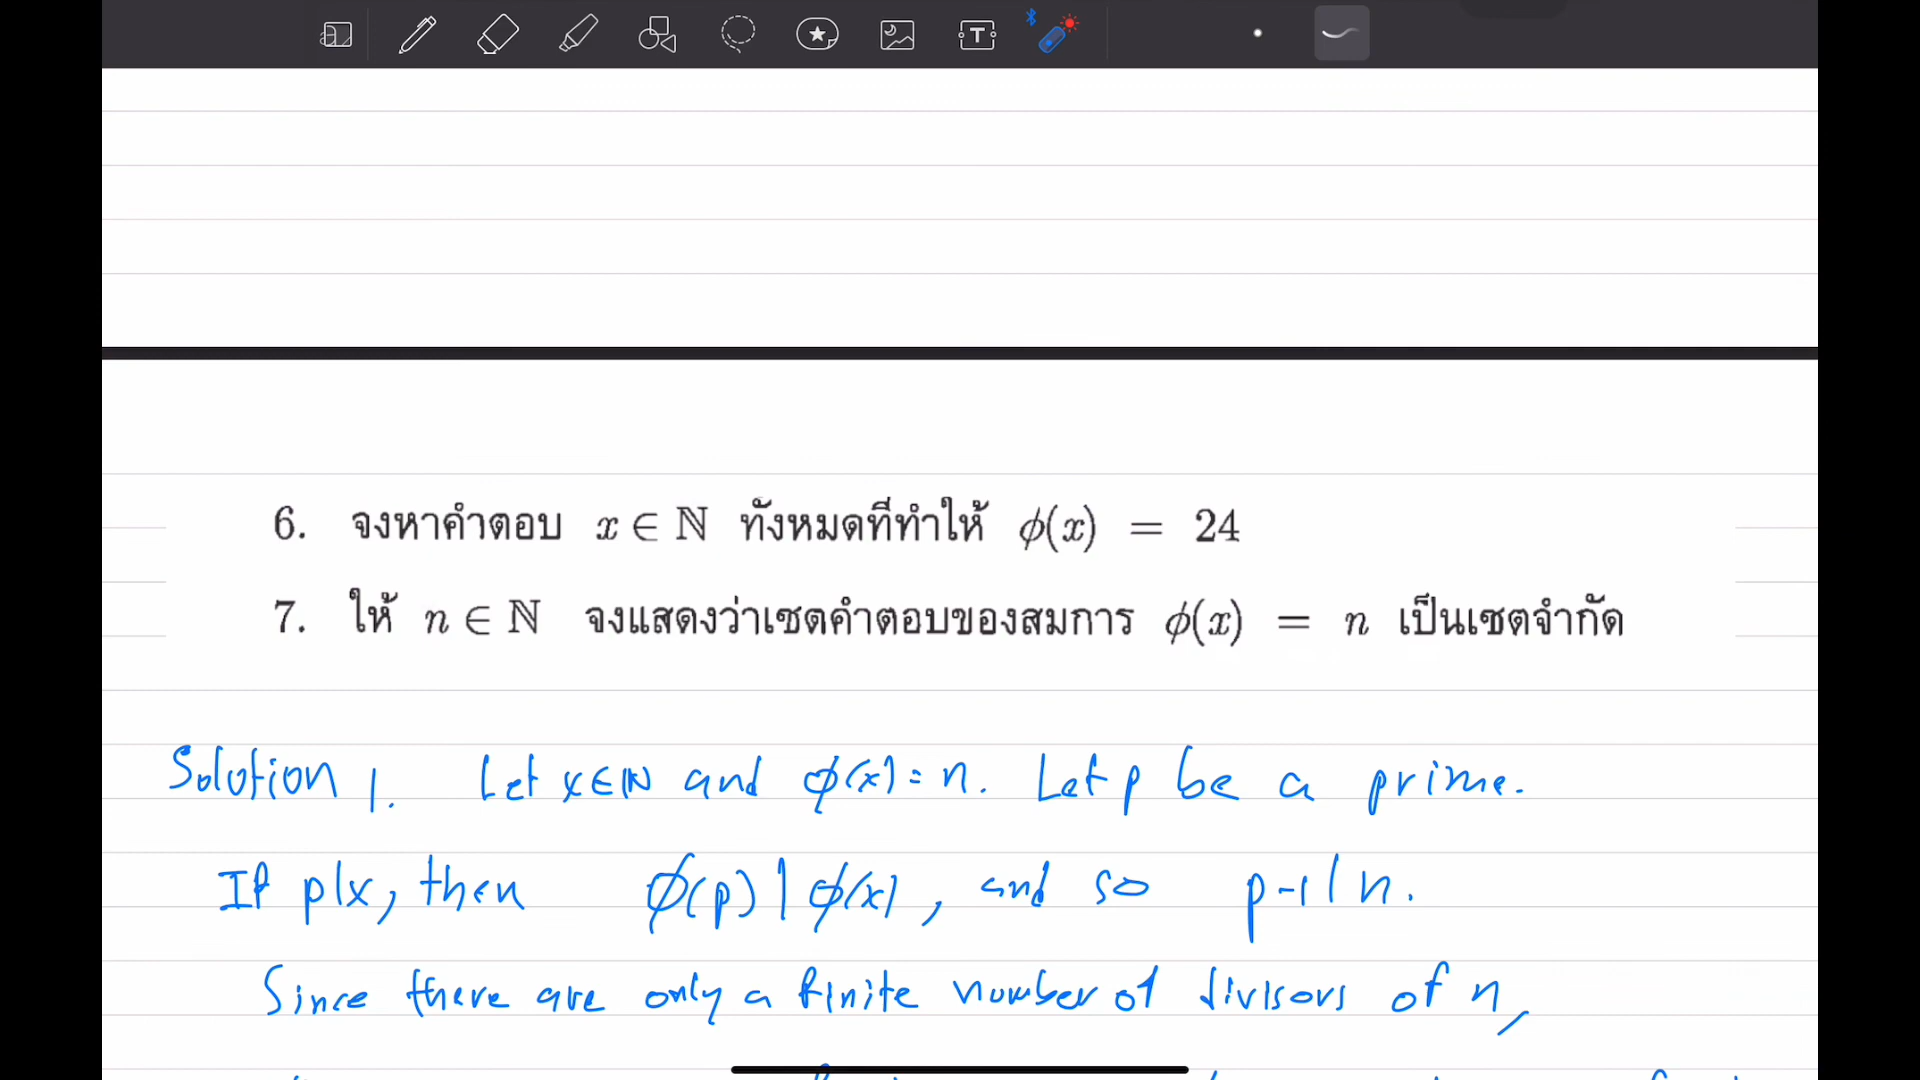 6. จงหาคำตอบ x ∈ ℕ ทั้งหมดที่ทำให้ ϕ(x) = 24
7. ให้ n ∈ ℕ จงแสดงว่าเซตคำตอบของสมการ ϕ(x) = n เป็นเซตจำกัด
Solution 1. Let x∈ℕ and ϕ(x)=n. Let p be a prime.
If p|x, then ϕ(p) | ϕ(x), and so p-1 | n.
Since there are only a finite number of divisors of n,